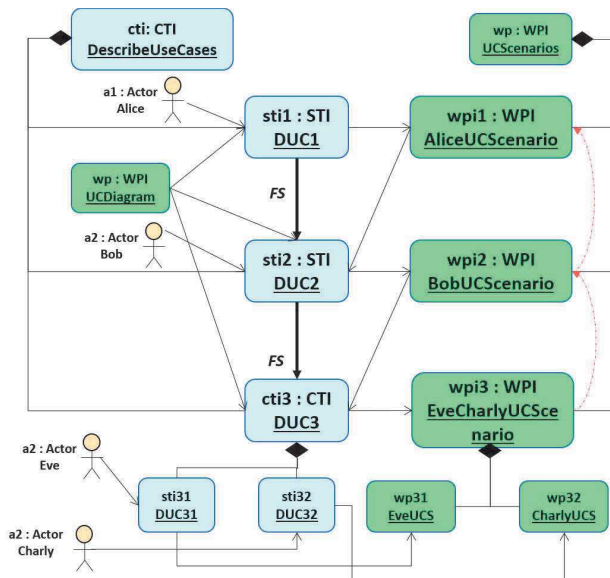 cti: CTI
DescribeUseCases
wp : WPI
UCScenarios
a1 : Actor
Alice
sti1 : STI
DUC1
wpi1 : WPI
AliceUCScenario
wp : WPI
UCDiagram
FS
a2 : Actor
Bob
sti2 : STI
DUC2
wpi2 : WPI
BobUCScenario
FS
cti3 : CTI
DUC3
wpi3 : WPI
EveCharlyUCSce
nario
a2 : Actor
Eve
sti31
DUC31
sti32
DUC32
wp31
EveUCS
wp32
CharlyUCS
a2 : Actor
Charly